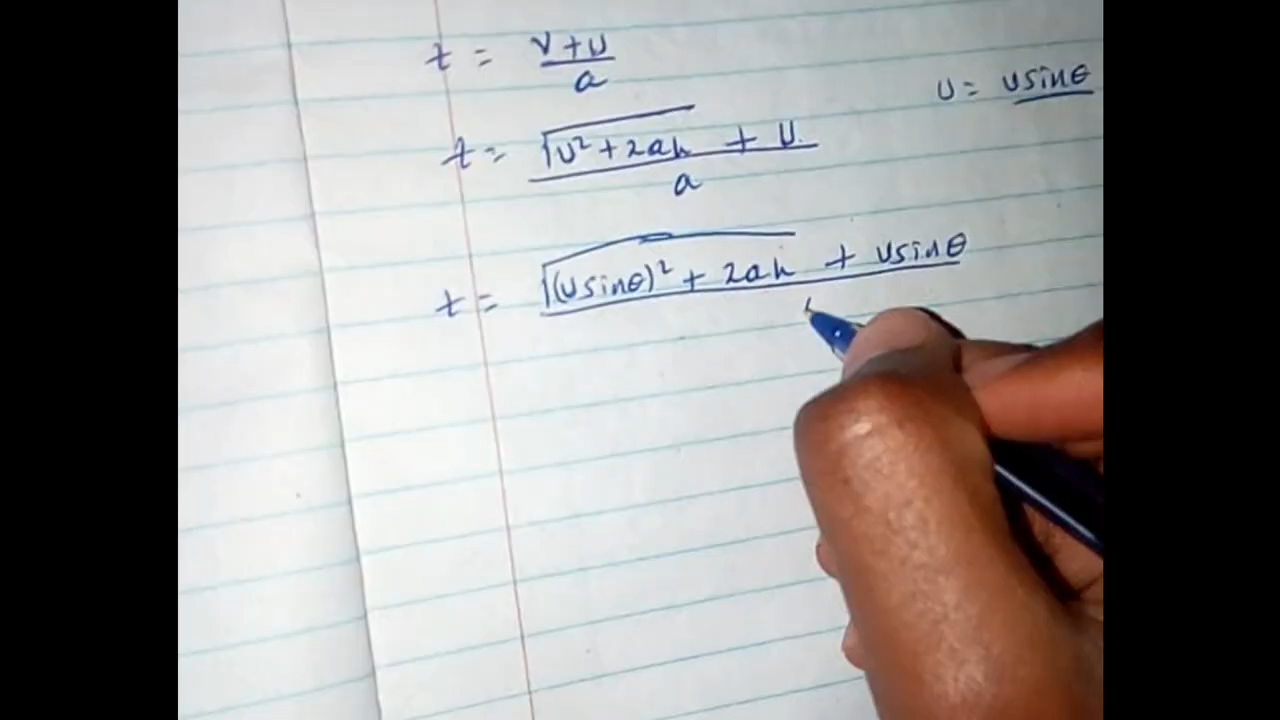 t = v+u/a
u = usinθ
t = √(u²+2ah) + u./a
t = √((usinθ)² + 2ah) + usinθ